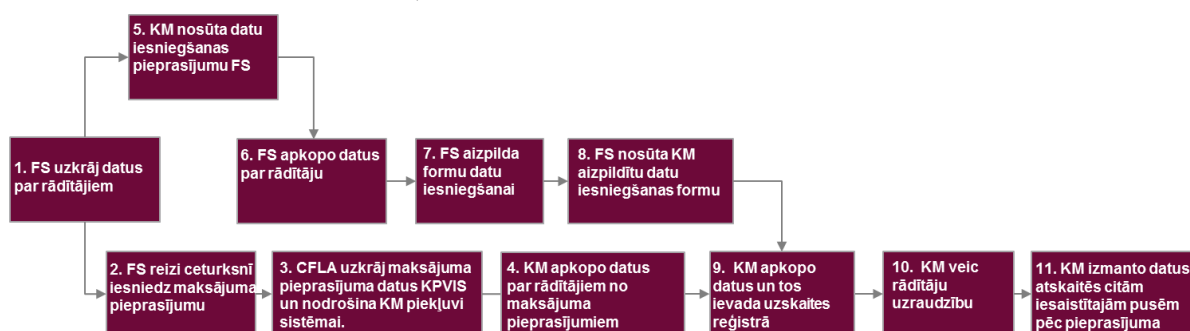 5. KM nosūta datu
iesniegšanas
pieprasījumu FS
1. FS uzkrāj datus
par rādītājiem
6. FS apkopo datus
par rādītāju
7. FS aizpilda
formu datu
iesniegšanai
8. FS nosūta KM
aizpildītu datu
iesniegšanas formu
2. FS reizi ceturksnī
iesniedz maksājuma
pieprasījumu
3. CFLA uzkrāj maksājuma
pieprasījuma datus KPVIS
un nodrošina KM piekļuvi
sistēmai.
4. KM apkopo datus
par rādītājiem no
maksājuma
pieprasījumiem
9. KM apkopo
datus un tos
ievada uzskaites
reģistrā
10. KM veic
rādītāju
uzraudzību
11. KM izmanto datus
atskaitēs citām
iesaistītajām pusēm
pēc pieprasījuma